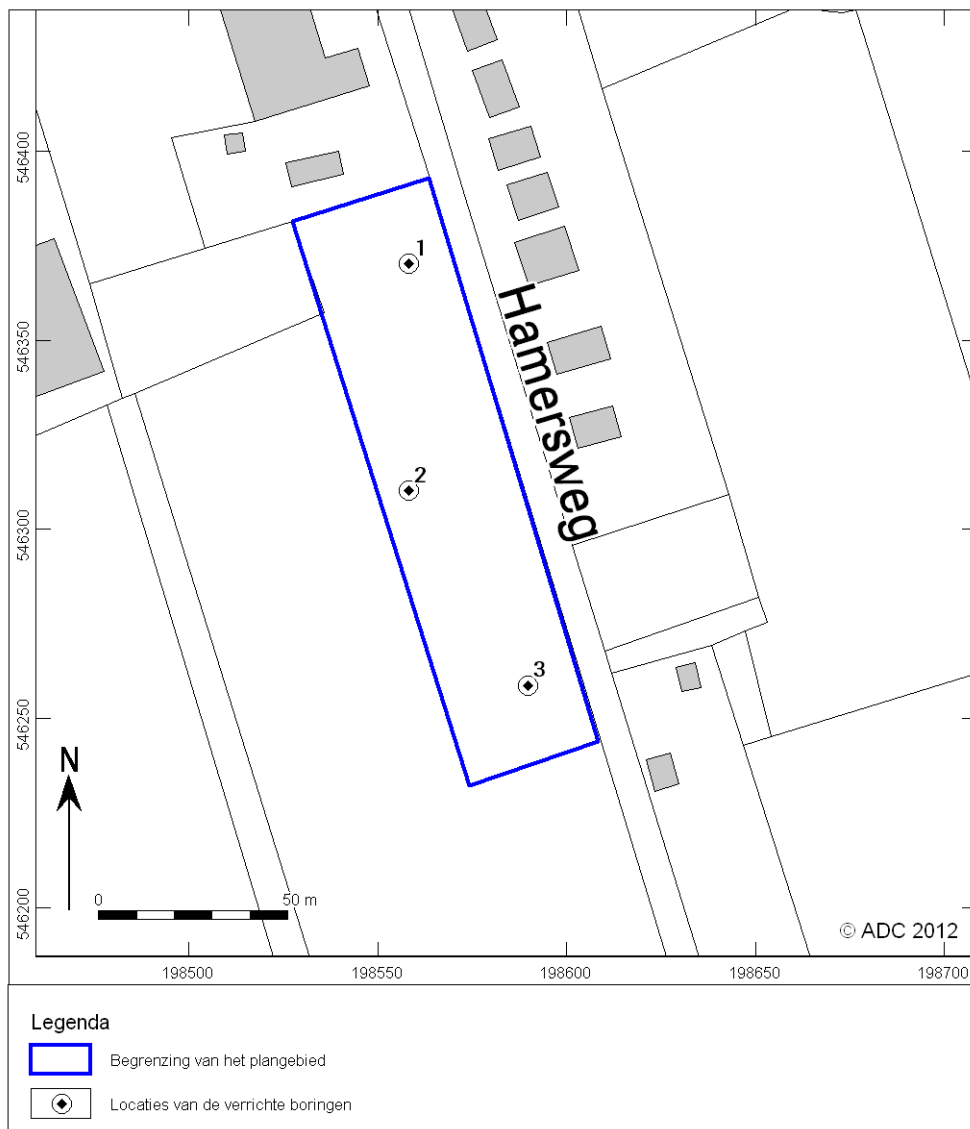 546400
546350
546300
546250
546200
1
2
3
Hamersweg
N
0 50 m
© ADC 2012
198500 198550 198600 198650 198700
Legenda
Begrenzing van het plangebied
Locaties van de verrichte boringen